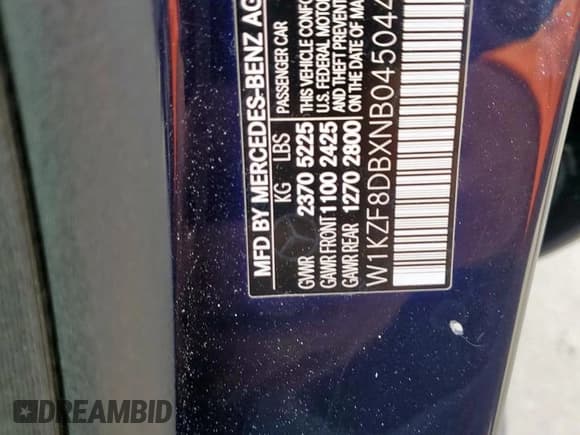 MFD BY MERCEDES-BENZ AG
KG LBS PASSENGER CAR
GVWR 2370 5225 THIS VEHICLE CONFO
GAWR FRONT 1100 2425 U.S. FEDERAL MOTOR
GAWR REAR 1270 2800 AND THEFT PREVENTI
ON THE DATE OF MA
W1KZF8DBXNB04504
DREAMBID